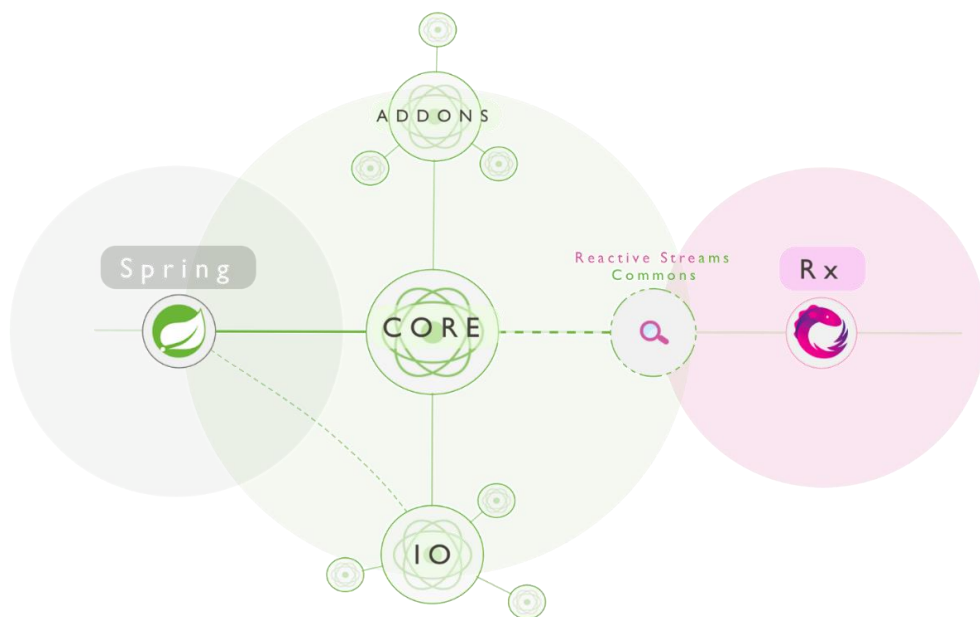 ADDONS
Reactive Streams
Commons
Spring
Rx
CORE
IO